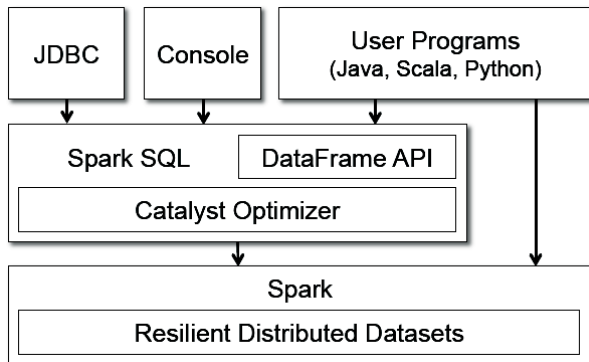 JDBC
Console
User Programs
(Java, Scala, Python)
Spark SQL
DataFrame API
Catalyst Optimizer
Spark
Resilient Distributed Datasets